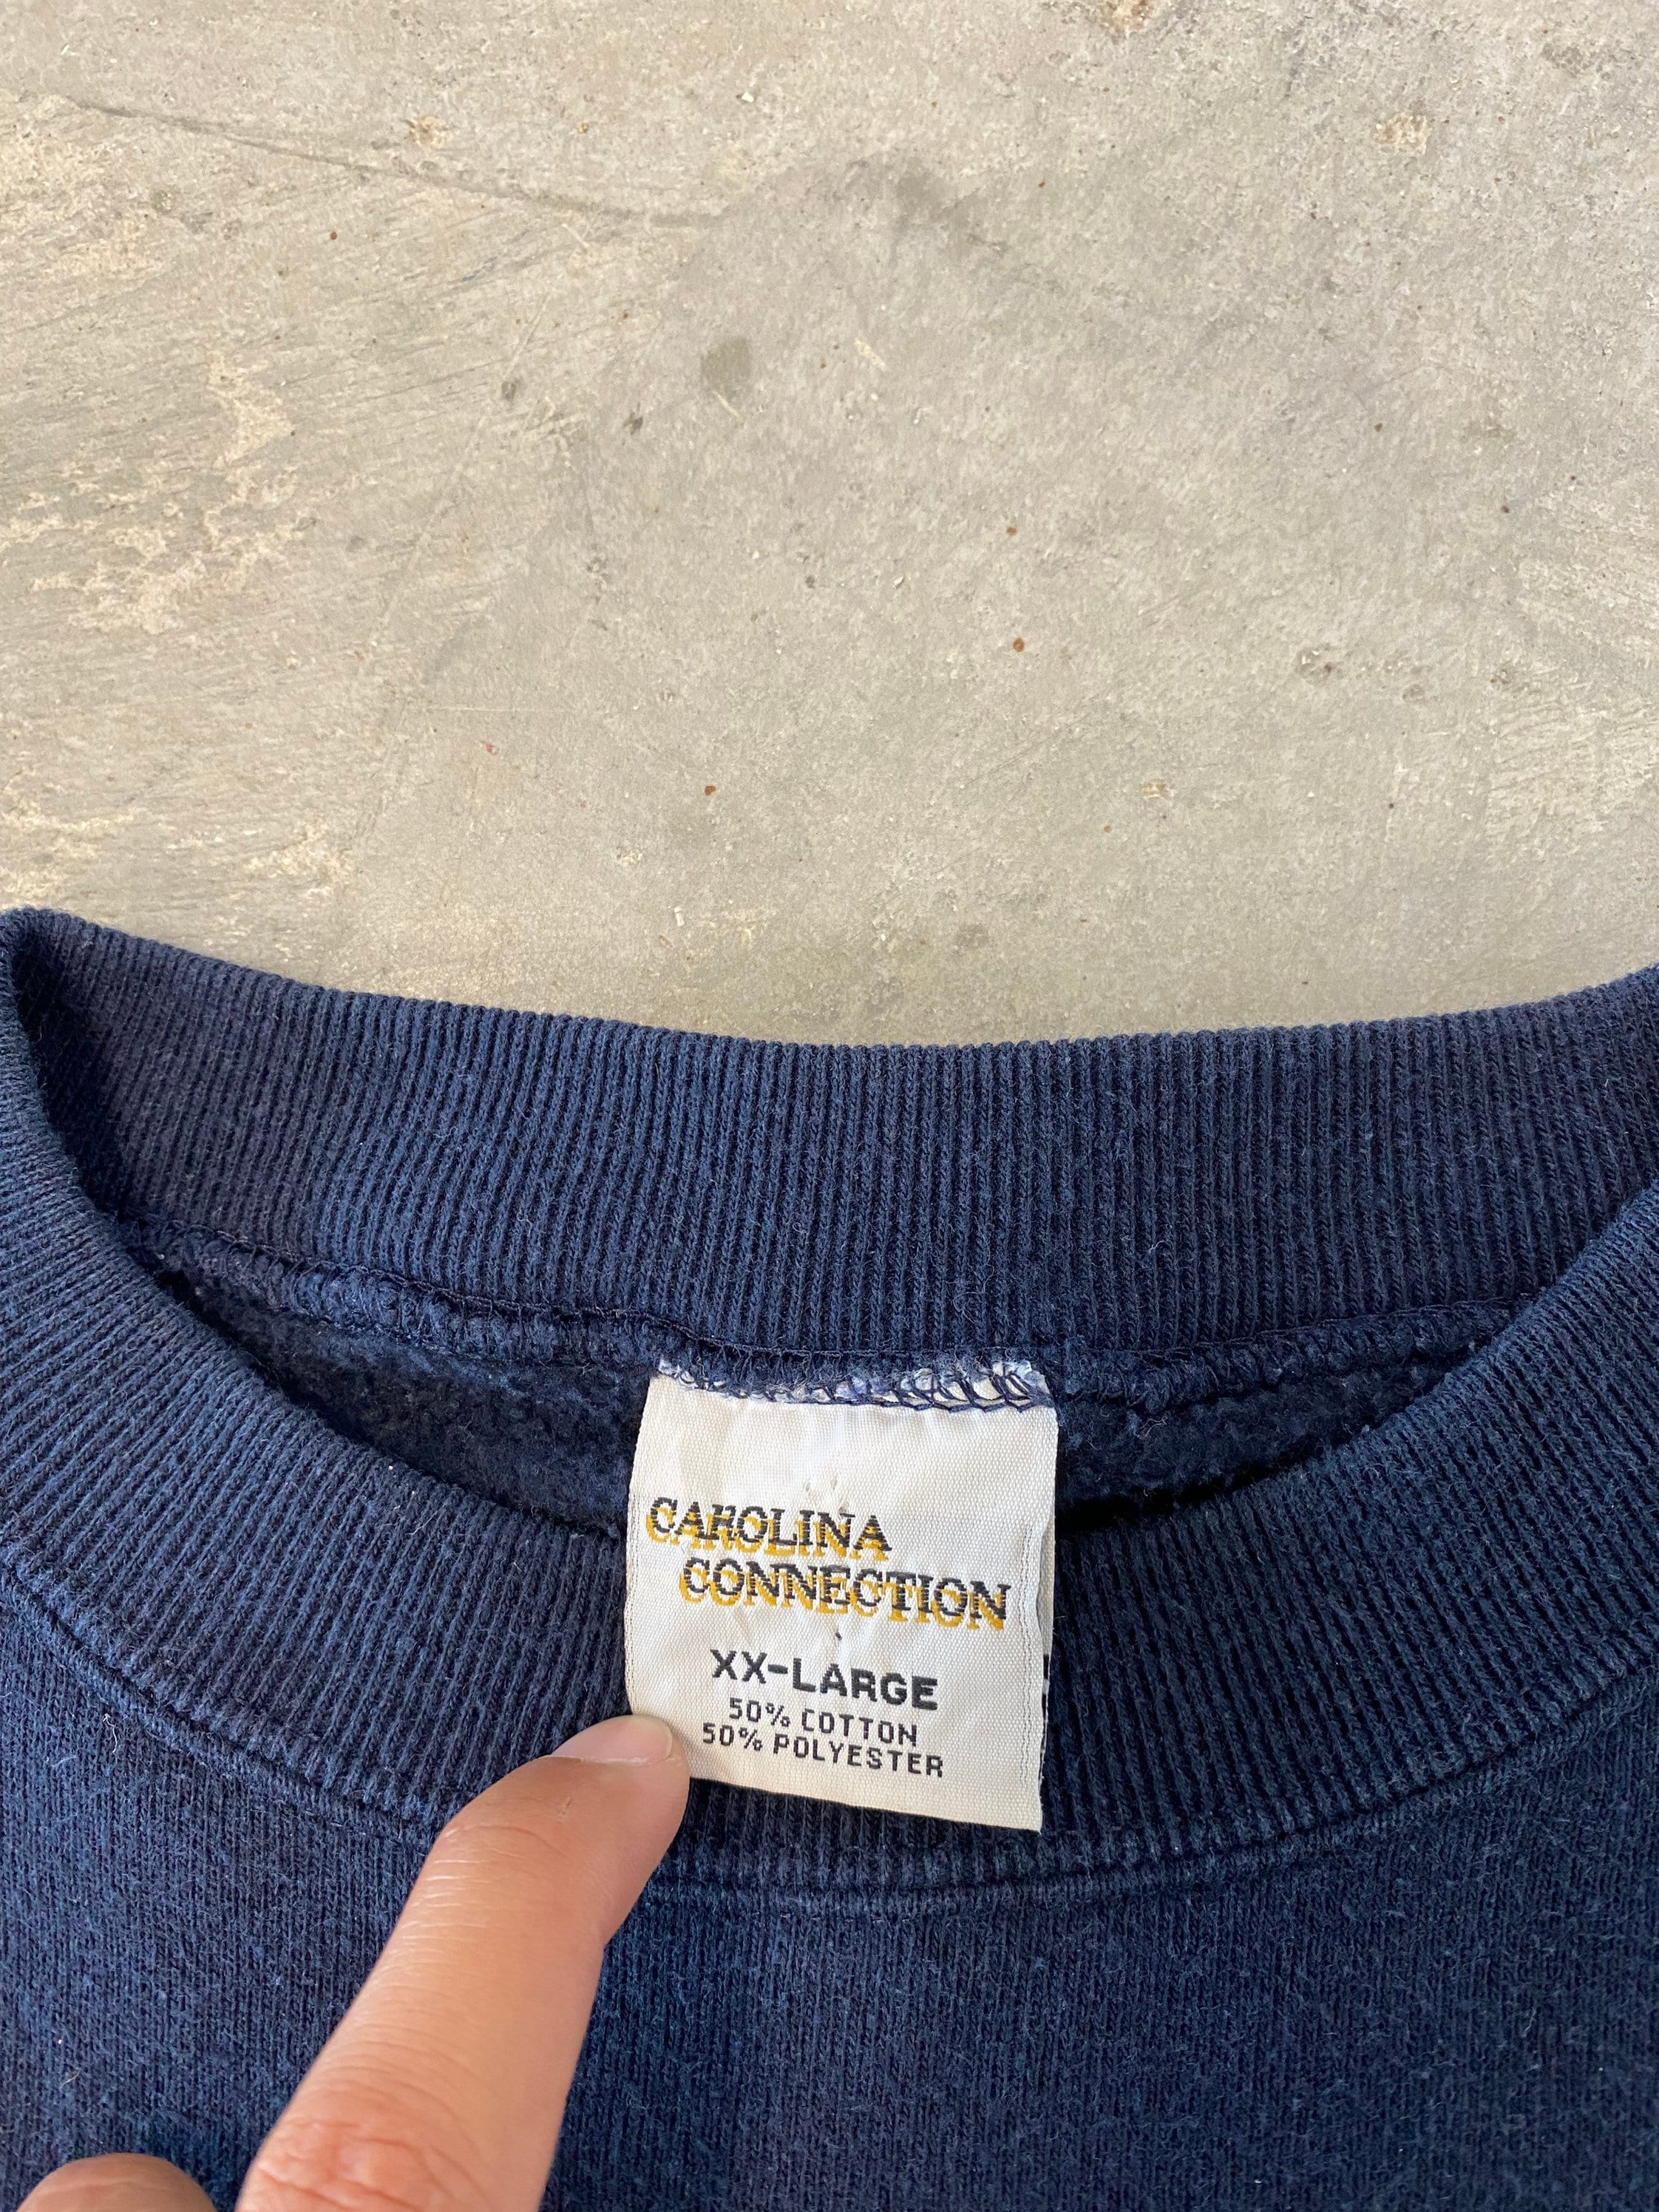 CAROLINA
CONNECTION
XX-LARGE
50% COTTON
50% POLYESTER